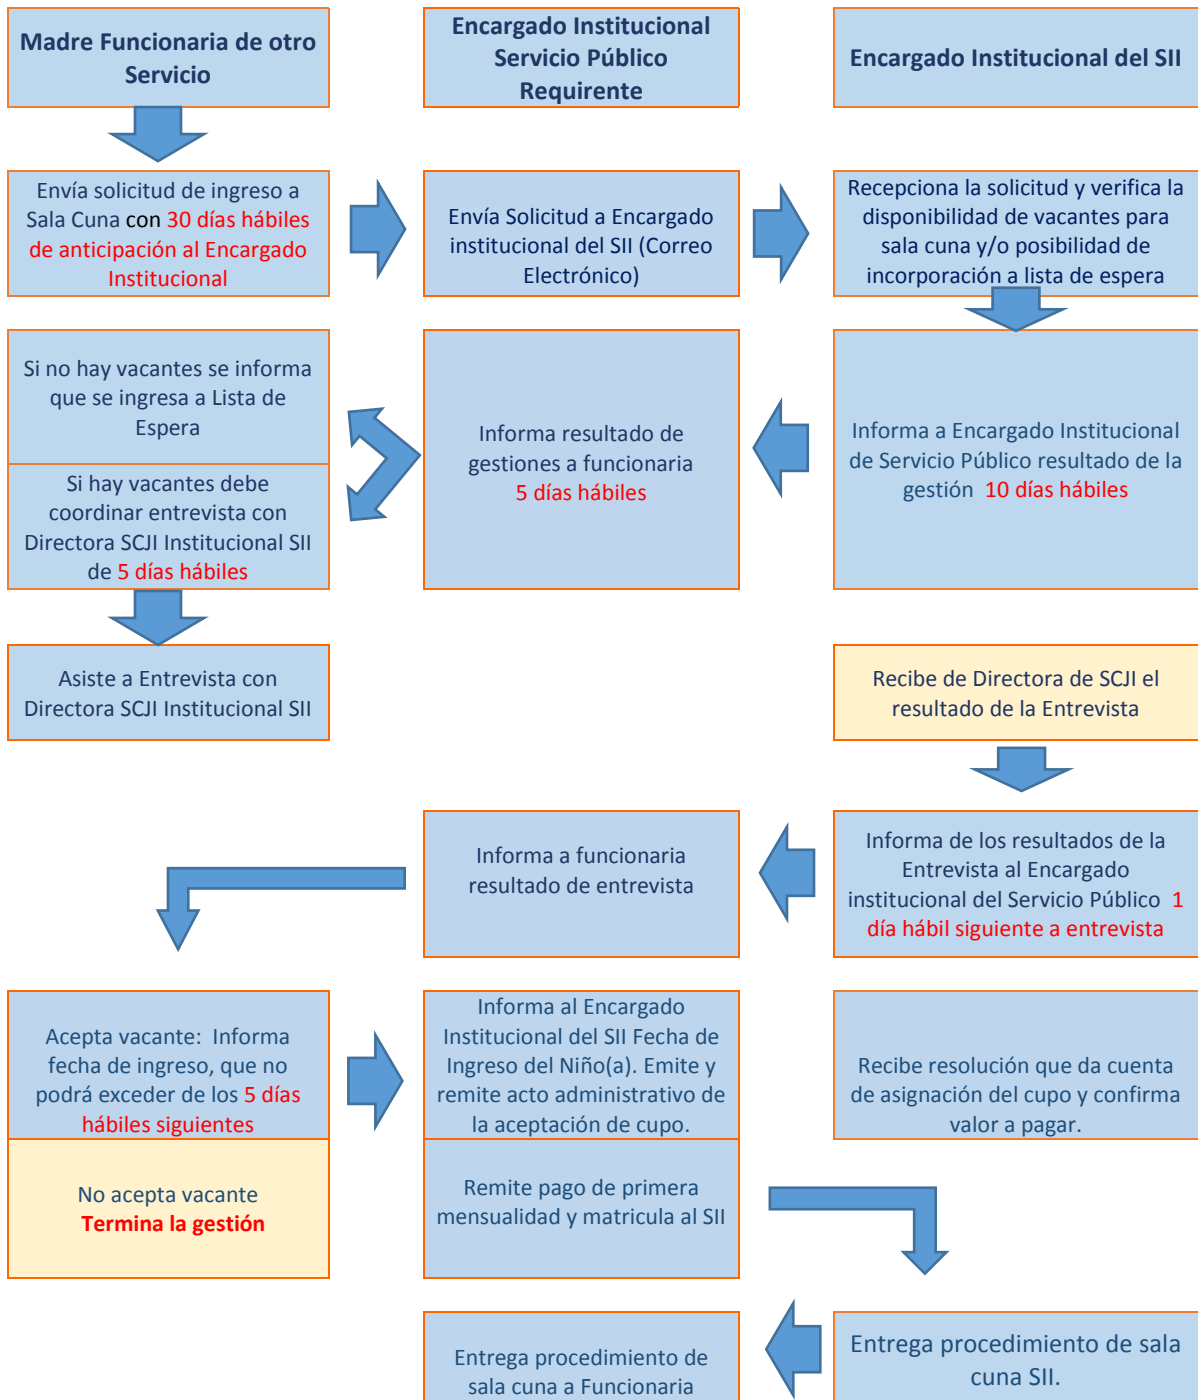 Madre Funcionaria de otro
Servicio
Encargado Institucional
Servicio Público
Requirente
Encargado Institucional del SII
Envía solicitud de ingreso a
Sala Cuna con 30 días hábiles
de anticipación al Encargado
Institucional
Envía Solicitud a Encargado
institucional del SII (Correo
Electrónico)
Recepciona la solicitud y verifica la
disponibilidad de vacantes para
sala cuna y/o posibilidad de
incorporación a lista de espera
Si no hay vacantes se informa
que se ingresa a Lista de
Espera
Si hay vacantes debe
coordinar entrevista con
Directora SCJI Institucional SII
de 5 días hábiles
Informa resultado de
gestiones a funcionaria
5 días hábiles
Informa a Encargado Institucional
de Servicio Público resultado de la
gestión 10 días hábiles
Asiste a Entrevista con
Directora SCJI Institucional SII
Recibe de Directora de SCJI el
resultado de la Entrevista
Informa a funcionaria
resultado de entrevista
Informa de los resultados de la
Entrevista al Encargado
institucional del Servicio Público 1
día hábil siguiente a entrevista
Acepta vacante: Informa
fecha de ingreso, que no
podrá exceder de los 5 días
hábiles siguientes
No acepta vacante
Termina la gestión
Informa al Encargado
Institucional del SII Fecha de
Ingreso del Niño(a). Emite y
remite acto administrativo de
la aceptación de cupo.
Remite pago de primera
mensualidad y matricula al SII
Recibe resolución que da cuenta
de asignación del cupo y confirma
valor a pagar.
Entrega procedimiento de
sala cuna a Funcionaria
Entrega procedimiento de sala
cuna SII.